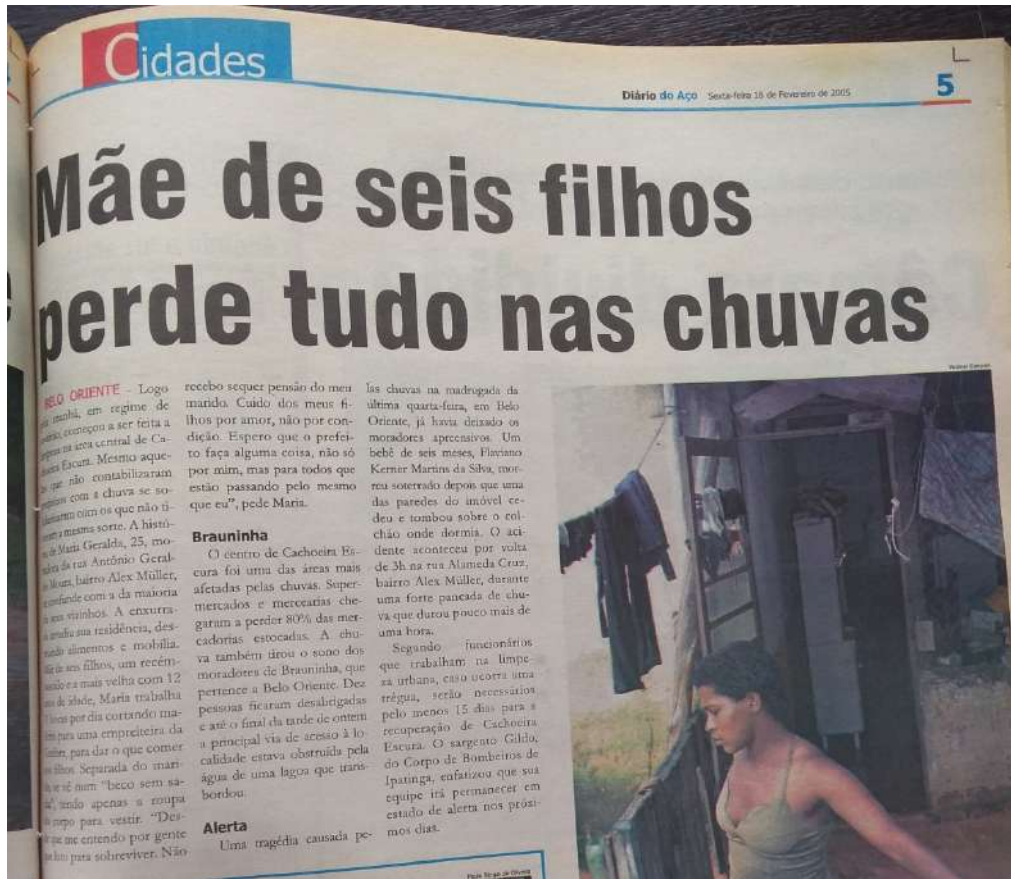 Cidades
Diário do Aço Sexta-feira 18 de Fevereiro de 2005
5
Mãe de seis filhos
perde tudo nas chuvas
BELO ORIENTE – Logo
manhã, em regime de
começou a ser feita a
na área central de Ca-
Escura. Mesmo aque-
que não contabilizaram
com a chuva se so-
com os que não ti-
a mesma sorte. A histó-
de Maria Geralda, 25, mo-
da rua Antônio Geral-
bairro Alex Müller,
com a da maioria
vizinhos. A enxurra-
sua residência, des-
alimentos e mobília.
de seis filhos, um recém-
e a mais velha com 12
de idade, Maria trabalha
por dia cortando ma-
para uma empreiteira da
para dar o que comer
filhos. Separada do mari-
se vê num "beco sem sa-
tendo apenas a roupa
corpo para vestir. "Des-
que me entendo por gente
para sobreviver. Não
recebo sequer pensão do meu
marido. Cuido dos meus fi-
lhos por amor, não por con-
dição. Espero que o prefei-
to faça alguma coisa, não só
por mim, mas para todos que
estão passando pelo mesmo
que eu", pede Maria.
Brauninha
O centro de Cachoeira Es-
cura foi uma das áreas mais
afetadas pelas chuvas. Super-
mercados e mercearias che-
garam a perder 80% das mer-
cadorias estocadas. A chu-
va também tirou o sono dos
moradores de Brauninha, que
pertence a Belo Oriente. Dez
pessoas ficaram desabrigadas
e até o final da tarde de ontem
a principal via de acesso à lo-
calidade estava obstruída pela
água de uma lagoa que trans-
bordou.
Alerta
Uma tragédia causada pe-
las chuvas na madrugada da
última quarta-feira, em Belo
Oriente, já havia deixado os
moradores apreensivos. Um
bebê de seis meses, Flaviano
Kerner Martins da Silva, mor-
reu soterrado depois que uma
das paredes do imóvel ce-
deu e tombou sobre o col-
chão onde dormia. O aci-
dente aconteceu por volta
de 3h na rua Alameda Cruz,
bairro Alex Müller, durante
uma forte pancada de chu-
va que durou pouco mais de
uma hora.
Segundo funcionários
que trabalham na limpe-
za urbana, caso ocorra uma
trégua, serão necessários
pelo menos 15 dias para a
recuperação de Cachoeira
Escura. O sargento Gildo,
do Corpo de Bombeiros de
Ipatinga, enfatizou que sua
equipe irá permanecer em
estado de alerta nos próxi-
mos dias.